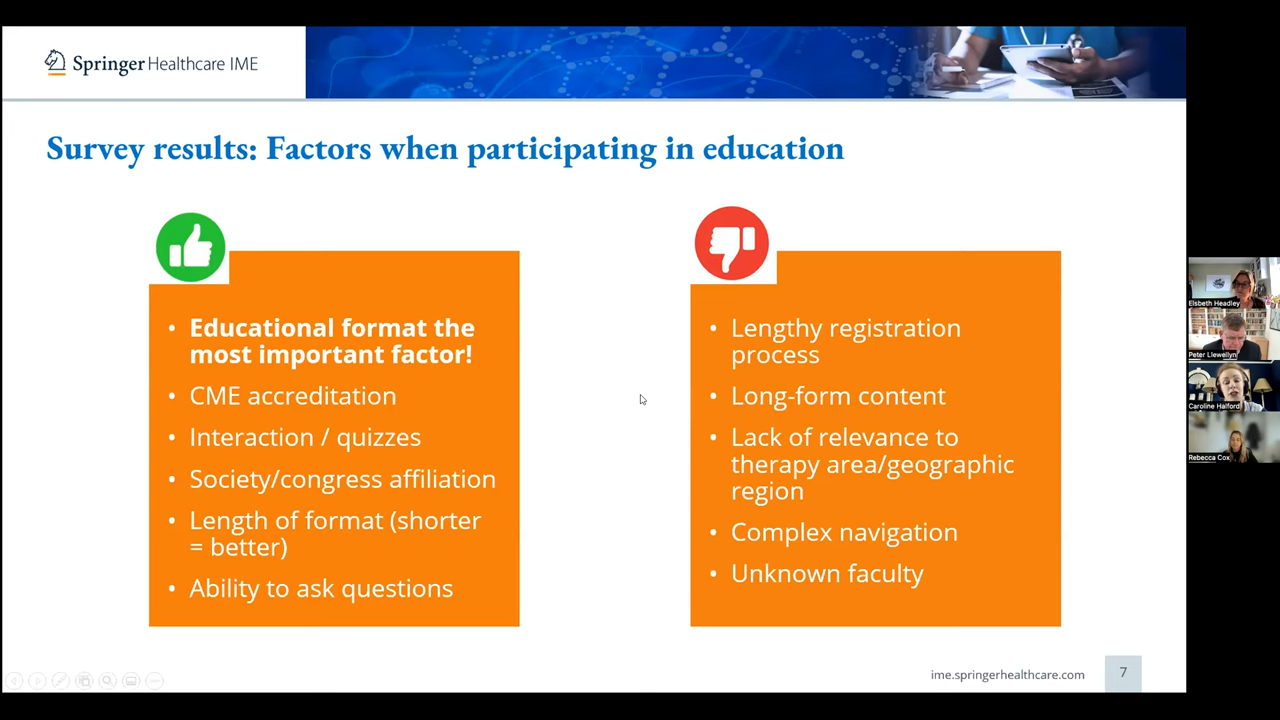 Springer Healthcare IME
Survey results: Factors when participating in education
• Educational format the
most important factor!
• CME accreditation
• Interaction / quizzes
• Society/congress affiliation
• Length of format (shorter
= better)
• Ability to ask questions
• Lengthy registration
process
• Long-form content
• Lack of relevance to
therapy area/geographic
region
• Complex navigation
• Unknown faculty
ime.springerhealthcare.com
7
Elsbeth Headley
Peter Llewellyn
Caroline Halford
Rebecca Cox